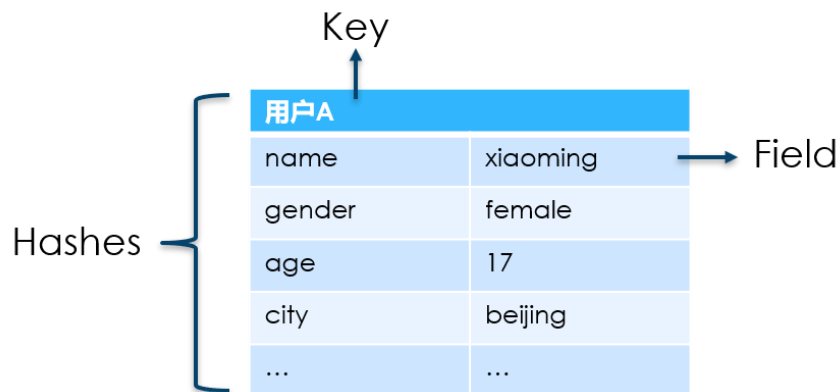 Key
用户A
name xiaoming
Field
gender female
Hashes
age 17
city beijing
... ...